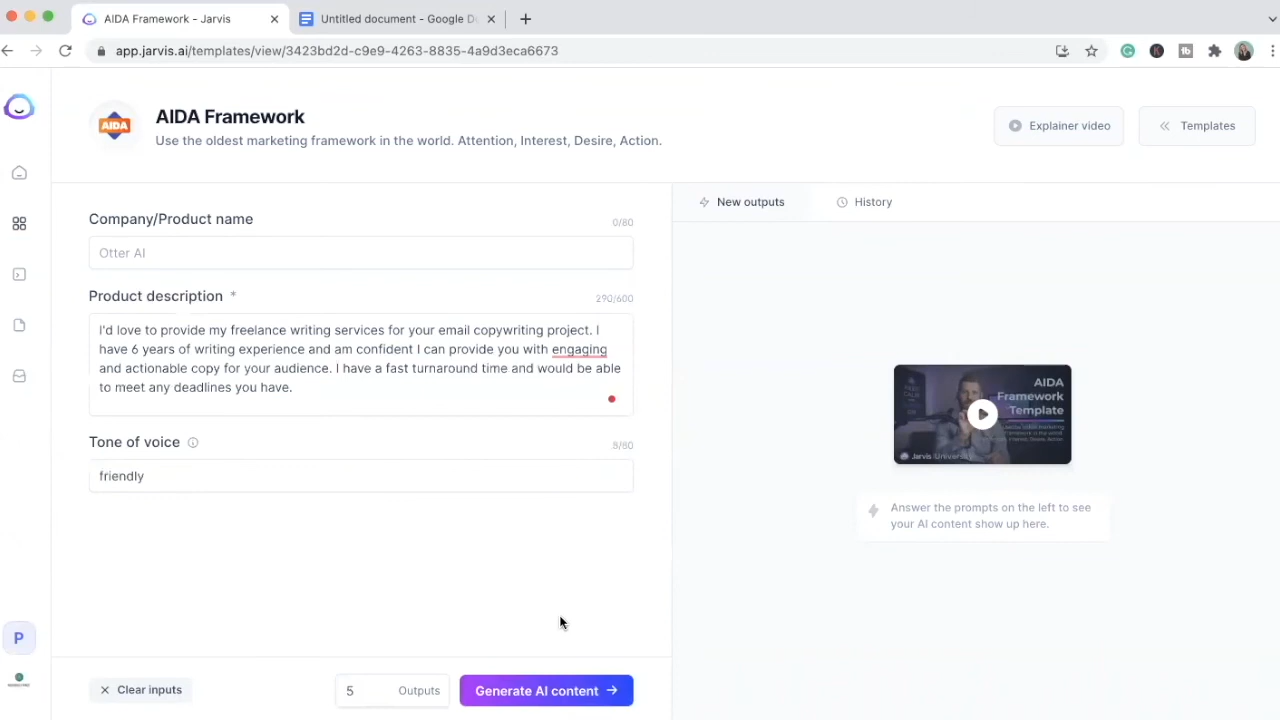 AIDA Framework - Jarvis
Untitled document - Google D
app.jarvis.ai/templates/view/3423bd2d-c9e9-4263-8835-4a9d3eca6673
AIDA
AIDA Framework
Use the oldest marketing framework in the world. Attention, Interest, Desire, Action.
Explainer video
Templates
Company/Product name
0/80
Otter AI
Product description *
290/600
I'd love to provide my freelance writing services for your email copywriting project. I
have 6 years of writing experience and am confident I can provide you with engaging
and actionable copy for your audience. I have a fast turnaround time and would be able
to meet any deadlines you have.
Tone of voice
8/80
friendly
Clear inputs
5 Outputs
Generate AI content
New outputs
History
AIDA
Framework
Template
Jarvis University
Answer the prompts on the left to see
your AI content show up here.
P